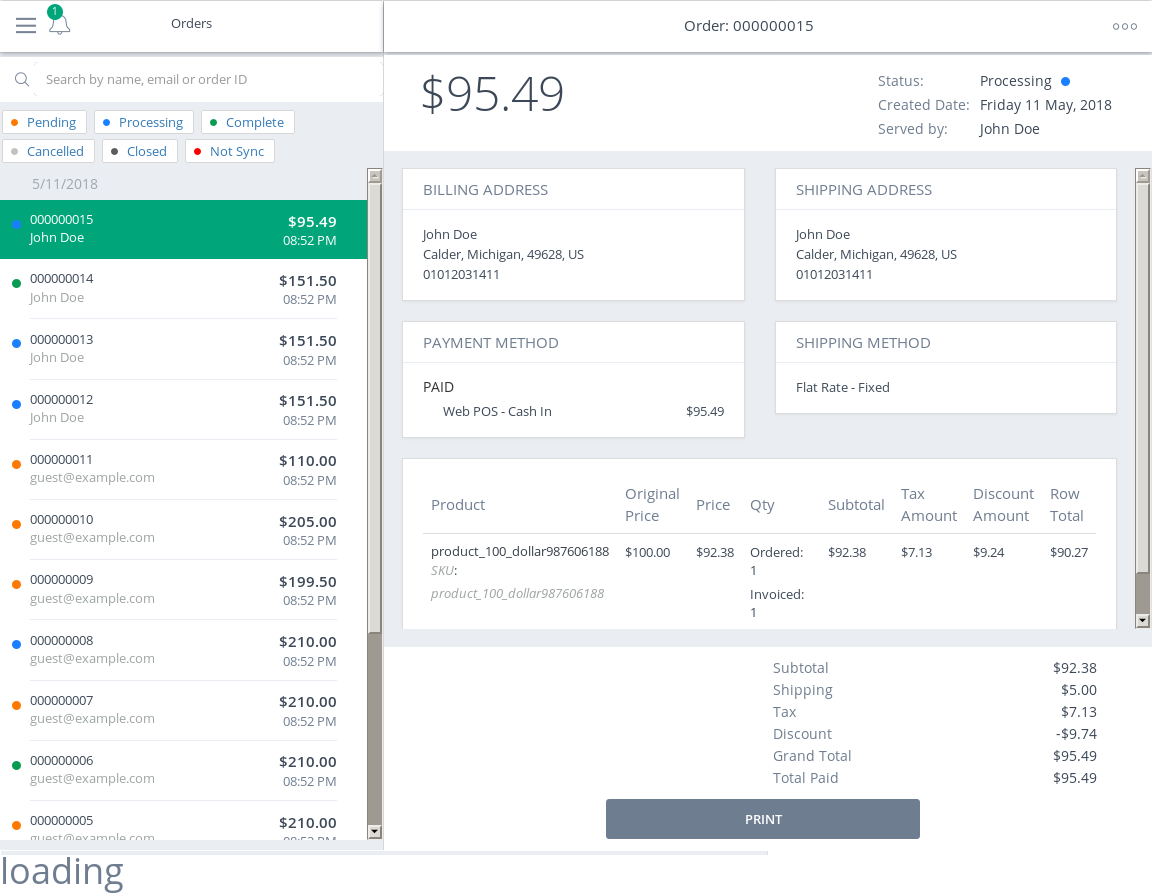 1
Orders
Search by name, email or order ID
Pending
Processing
Complete
Cancelled
Closed
Not Sync
5/11/2018
000000015 $95.49
John Doe 08:52 PM
000000014 $151.50
John Doe 08:52 PM
000000013 $151.50
John Doe 08:52 PM
000000012 $151.50
John Doe 08:52 PM
000000011 $110.00
guest@example.com 08:52 PM
000000010 $205.00
guest@example.com 08:52 PM
000000009 $199.50
guest@example.com 08:52 PM
000000008 $210.00
guest@example.com 08:52 PM
000000007 $210.00
guest@example.com 08:52 PM
000000006 $210.00
guest@example.com 08:52 PM
000000005 $210.00
guest@example.com 08:52 PM
Order: 000000015
$95.49
Status: Processing
Created Date: Friday 11 May, 2018
Served by: John Doe
BILLING ADDRESS
John Doe
Calder, Michigan, 49628, US
01012031411
SHIPPING ADDRESS
John Doe
Calder, Michigan, 49628, US
01012031411
PAYMENT METHOD
PAID
Web POS - Cash In $95.49
SHIPPING METHOD
Flat Rate - Fixed
Product Original Price Price Qty Subtotal Tax Amount Discount Amount Row Total
product_100_dollar987606188 $100.00 $92.38 Ordered: $92.38 $7.13 $9.24 $90.27
SKU: 1
product_100_dollar987606188 Invoiced:
1
Subtotal $92.38
Shipping $5.00
Tax $7.13
Discount -$9.74
Grand Total $95.49
Total Paid $95.49
PRINT
loading